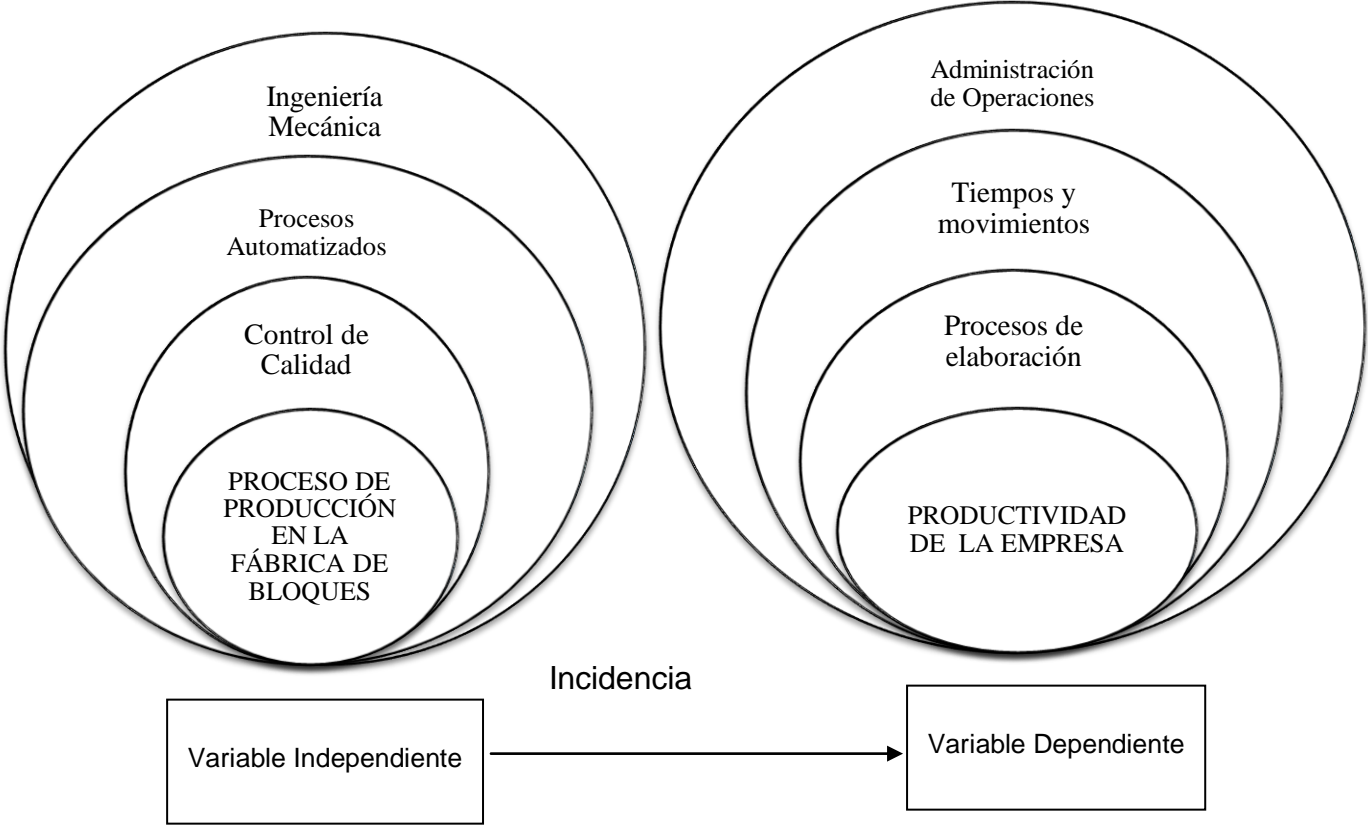 Ingeniería
Mecánica
Procesos
Automatizados
Control de
Calidad
PROCESO DE
PRODUCCIÓN
EN LA
FÁBRICA DE
BLOQUES
Administración
de Operaciones
Tiempos y
movimientos
Procesos de
elaboración
PRODUCTIVIDAD
DE LA EMPRESA
Incidencia
Variable Independiente
Variable Dependiente